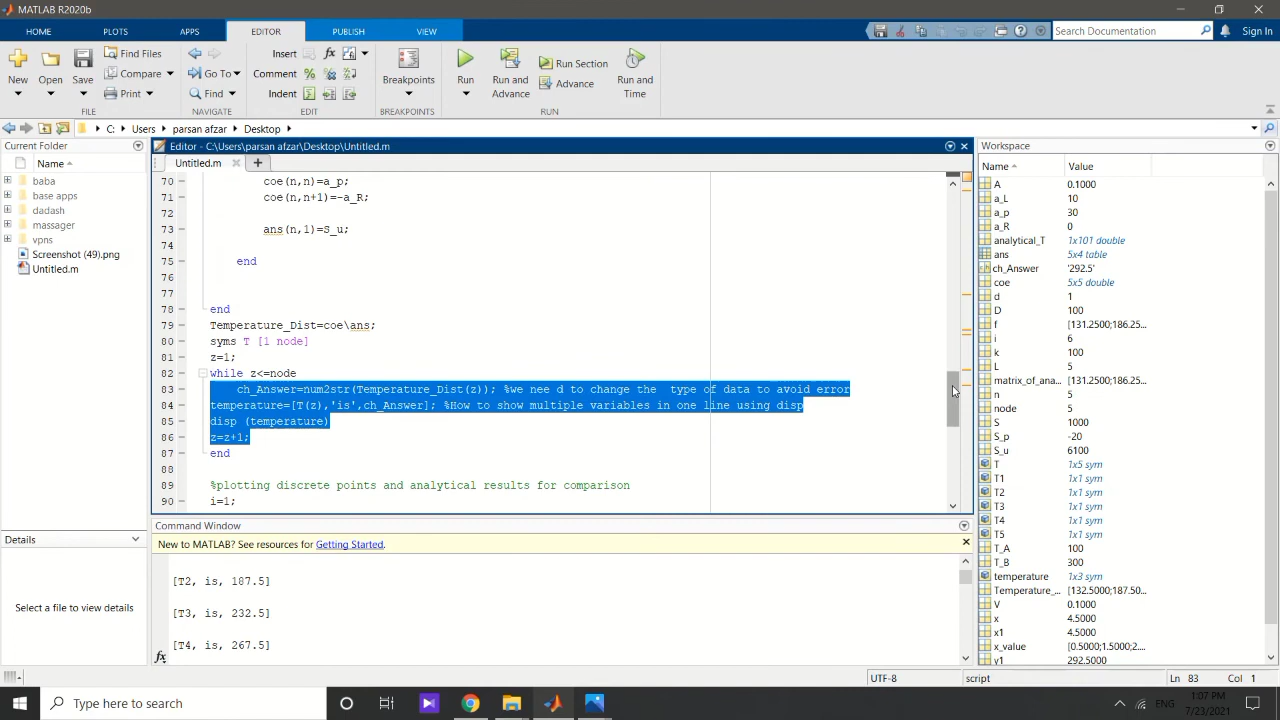 MATLAB R2020b
HOME PLOTS APPS EDITOR PUBLISH VIEW Search Documentation Sign In
New Open Save Find Files Compare Print Go To Find Insert fx Comment Indent Breakpoints Run Run and Advance Run Section Advance Run and Time
FILE NAVIGATE EDIT BREAKPOINTS RUN
C: Users parsan afzar Desktop
Current Folder
Name
baba
base apps
dadash
massager
vpns
Screenshot (49).png
Untitled.m
Details
Select a file to view details
Editor - C:\Users\parsan afzar\Desktop\Untitled.m
Untitled.m
70 coe(n,n)=a_p;
71 coe(n,n+1)=-a_R;
72
73 ans(n,1)=S_u;
74
75 end
76
77
78 end
79 Temperature_Dist=coe\ans;
80 syms T [1 node]
81 z=1;
82 while z<=node
83 ch_Answer=num2str(Temperature_Dist(z)); %we nee d to change the type of data to avoid error
84 temperature=[T(z),'is',ch_Answer]; %How to show multiple variables in one line using disp
85 disp (temperature)
86 z=z+1;
87 end
88
89 %plotting discrete points and analytical results for comparison
90 i=1;
Command Window
New to MATLAB? See resources for Getting Started.
[T2, is, 187.5]
[T3, is, 232.5]
[T4, is, 267.5]
fx
Workspace
Name Value
A 0.1000
a_L 10
a_p 30
a_R 0
analytical_T 1x101 double
ans 5x4 table
ch_Answer '292.5'
coe 5x5 double
d 1
D 100
f [131.2500;186.25...
i 6
k 100
L 5
matrix_of_ana... [131.2500;186.25...
n 5
node 5
S 1000
S_p -20
S_u 6100
T 1x5 sym
T1 1x1 sym
T2 1x1 sym
T3 1x1 sym
T4 1x1 sym
T5 1x1 sym
T_A 100
T_B 300
temperature 1x3 sym
Temperature_... [132.5000;187.50...
V 0.1000
x 4.5000
x1 4.5000
x_value [0.5000;1.5000;2....
y1 292.5000
UTF-8 script Ln 83 Col 1
Type here to search
ENG
1:07 PM
7/23/2021